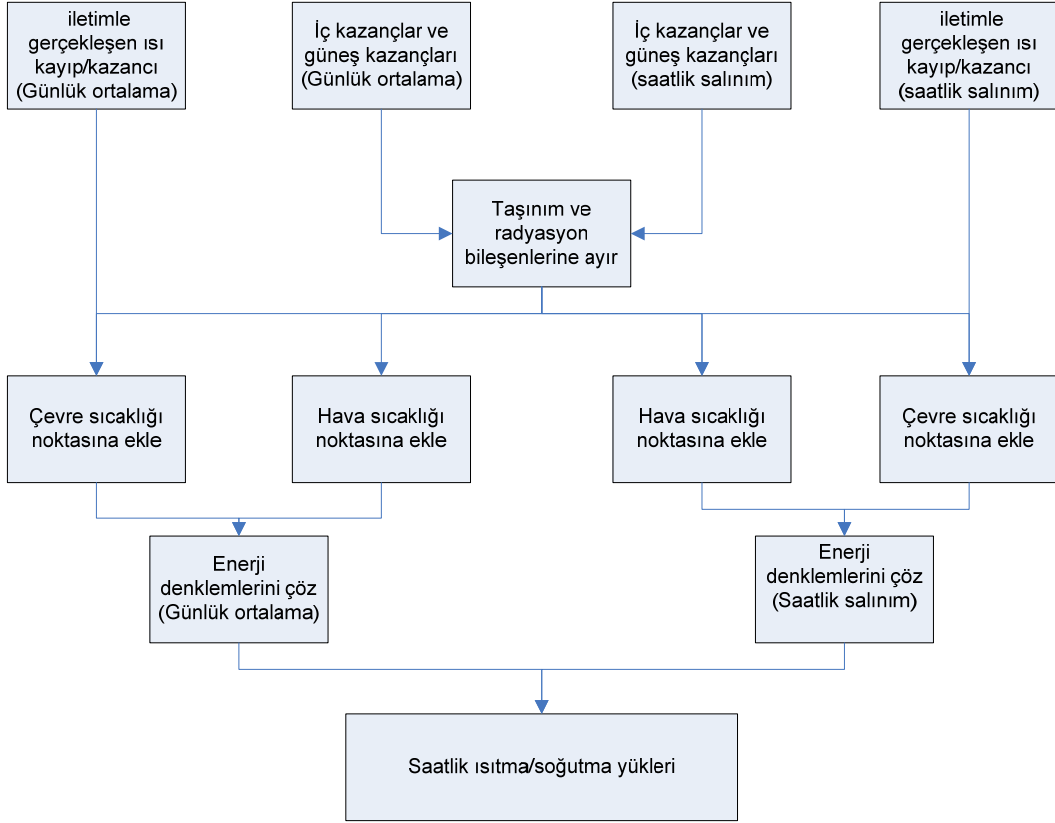 iletimle
gerçekleşen ısı
kayıp/kazancı
(Günlük ortalama)
İç kazançlar ve
güneş kazançları
(Günlük ortalama)
İç kazançlar ve
güneş kazançları
(saatlik salınım)
iletimle
gerçekleşen ısı
kayıp/kazancı
(saatlik salınım)
Taşınım ve
radyasyon
bileşenlerine ayır
Çevre sıcaklığı
noktasına ekle
Hava sıcaklığı
noktasına ekle
Hava sıcaklığı
noktasına ekle
Çevre sıcaklığı
noktasına ekle
Enerji
denklemlerini çöz
(Günlük ortalama)
Enerji
denklemlerini çöz
(Saatlik salınım)
Saatlik ısıtma/soğutma yükleri